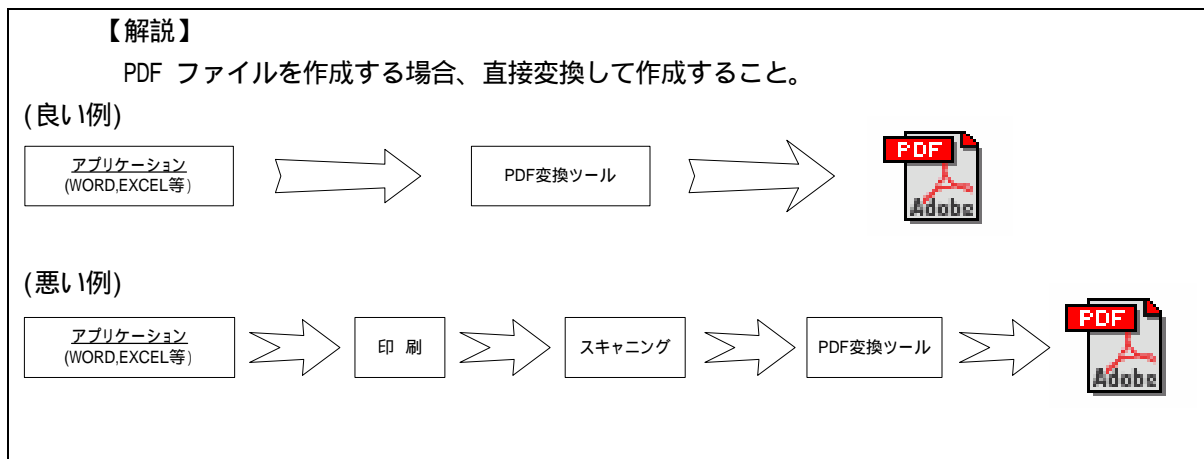 【解説】
PDF ファイルを作成する場合、直接変換して作成すること。
(良い例)
アプリケーション
(WORD,EXCEL等)
PDF変換ツール
PDF
Adobe
(悪い例)
アプリケーション
(WORD,EXCEL等)
印 刷
スキャニング
PDF変換ツール
PDF
Adobe